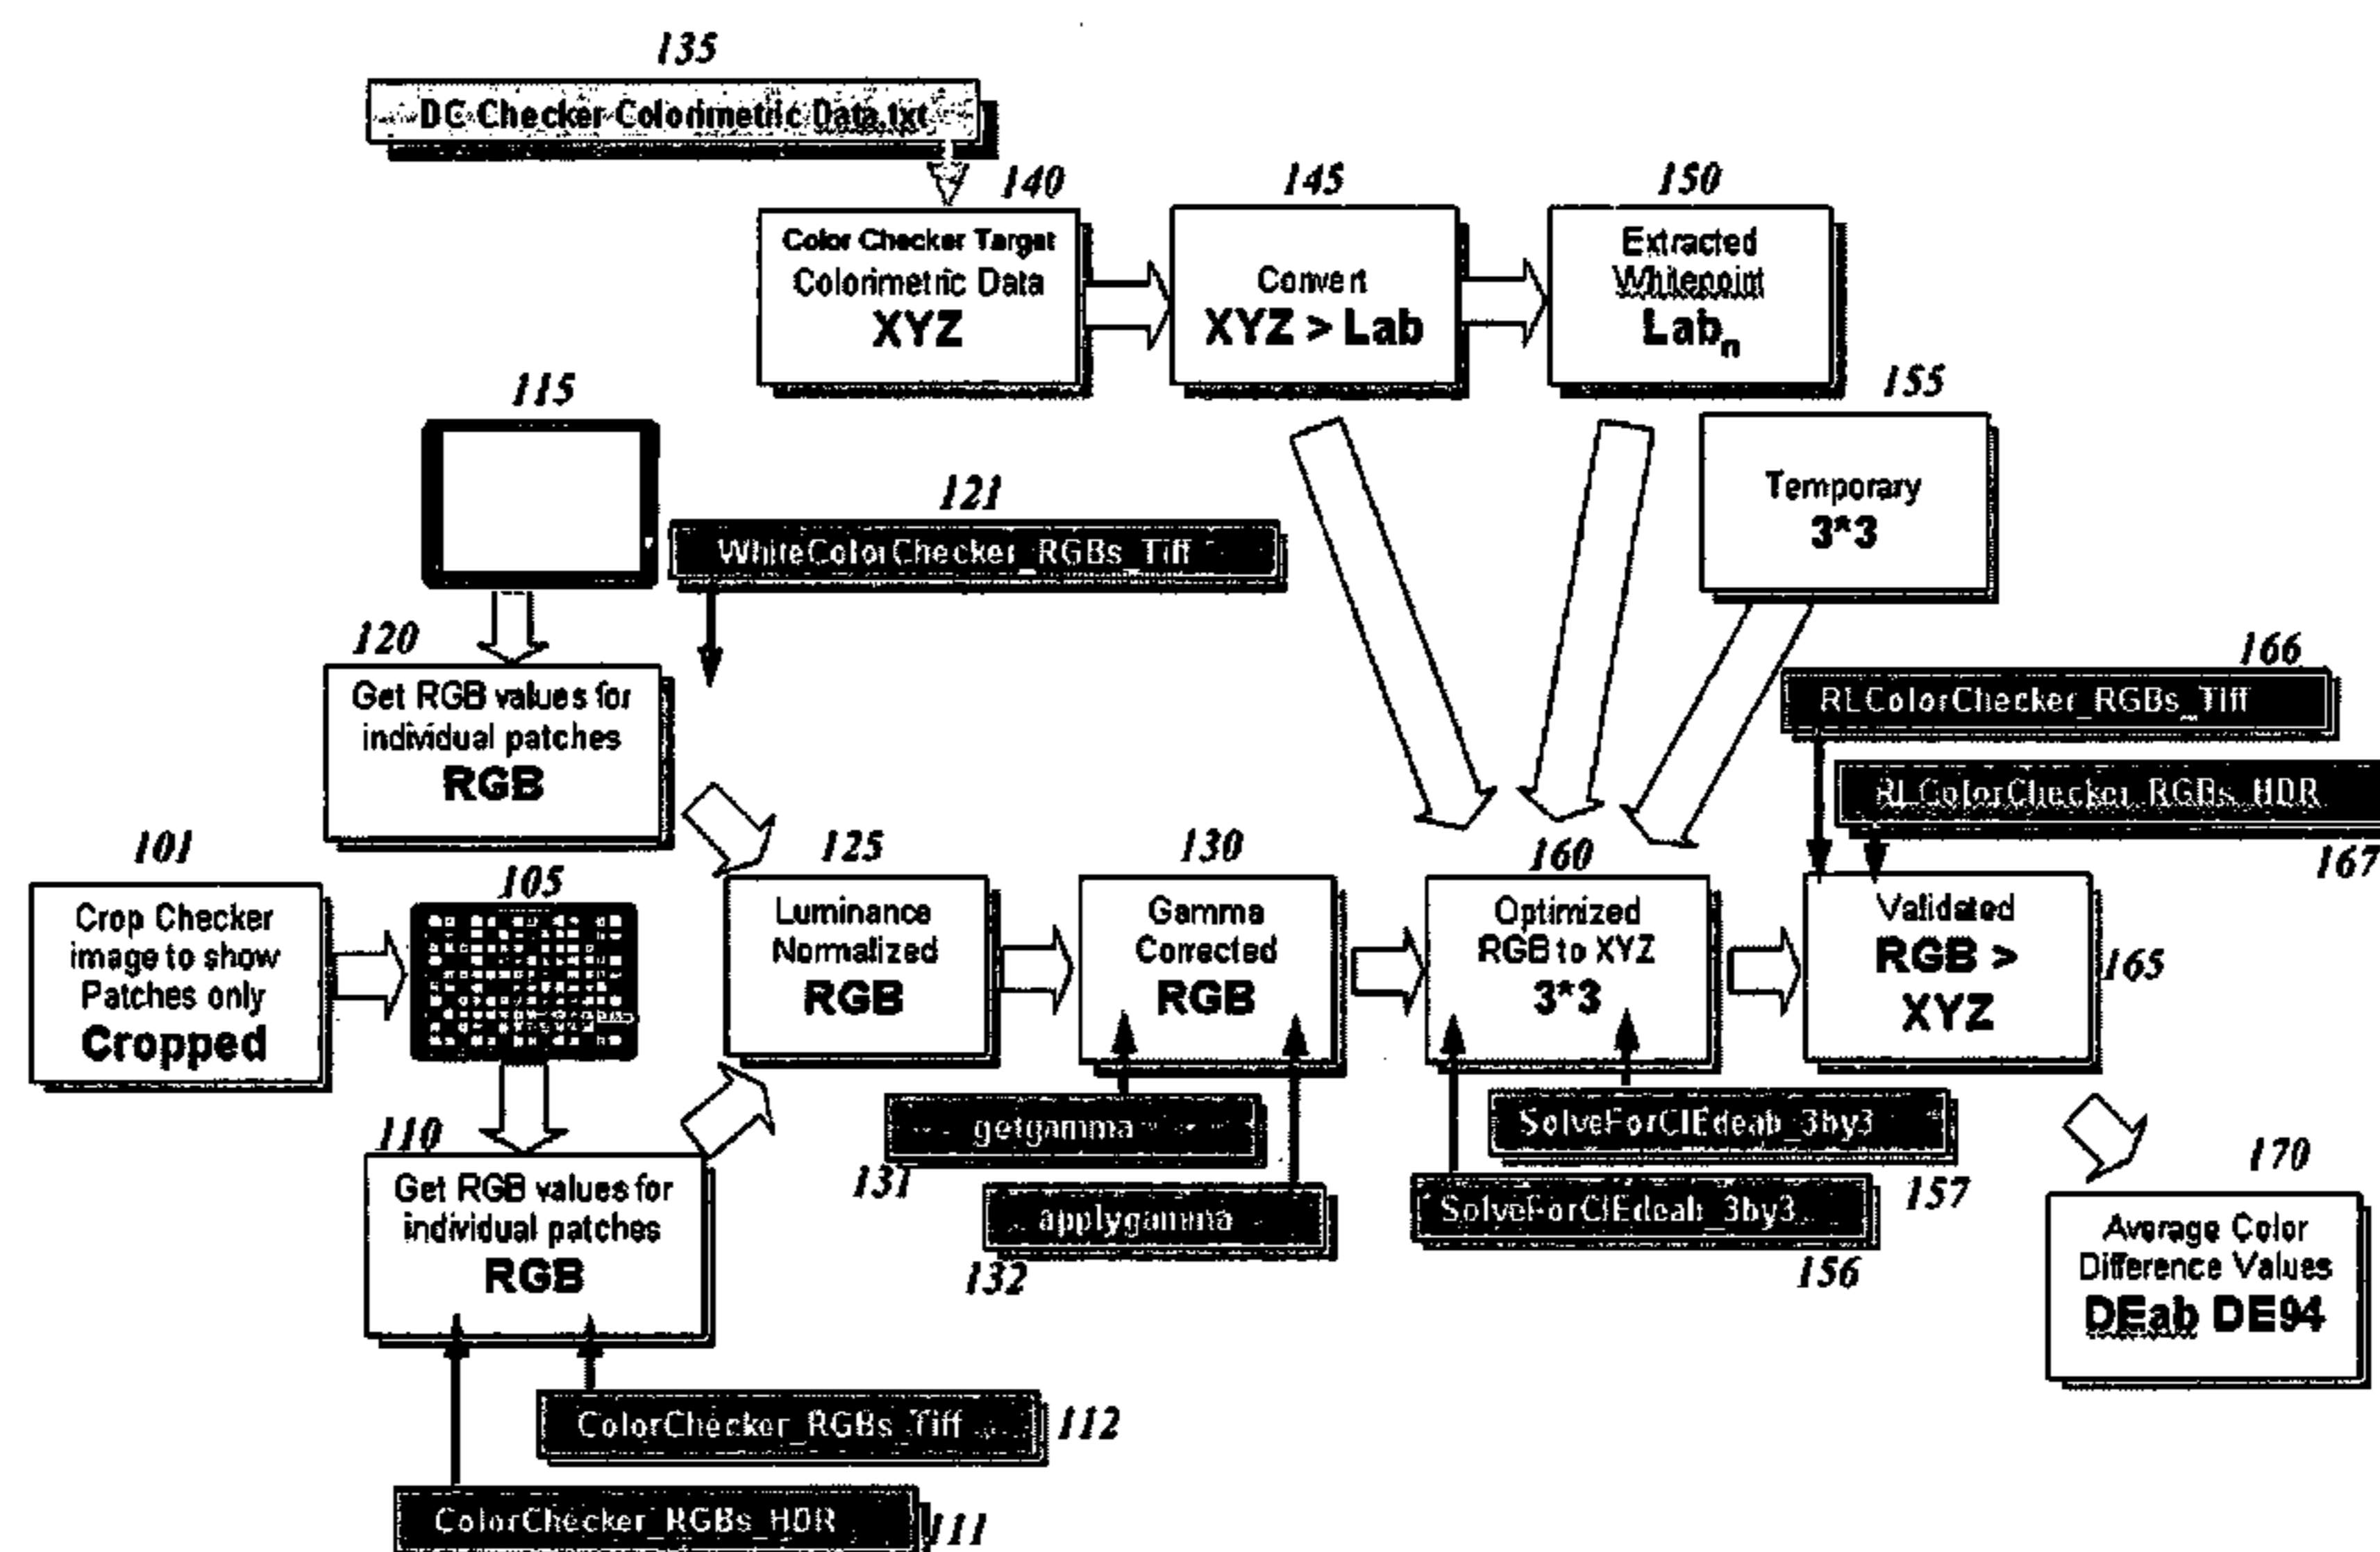 135
DC Checker Colorimetric Data.txt
140
Color Checker Target
Colorimetric Data
XYZ
145
Convert
XYZ > Lab
150
Extracted
Whitepoint
Labn
155
Temporary
3*3
115
121
WhiteColorChecker_RGBs_Tiff
120
Get RGB values for
individual patches
RGB
166
RLColorChecker_RGBs_Tiff
RLColorChecker_RGBs_HDR
167
101
Crop Checker
image to show
Patches only
Cropped
105
125
Luminance
Normalized
RGB
130
Gamma
Corrected
RGB
160
Optimized
RGB to XYZ
3*3
Validated
RGB >
XYZ
165
110
Get RGB values for
individual patches
RGB
getgamma
131
applygamma
132
SolveForCIEdeab_3by3
157
SolveForCIEdeab_3by3
156
170
Average Color
Difference Values
DEab DE94
ColorChecker_RGBs_Tiff
112
ColorChecker_RGBs_HDR
111